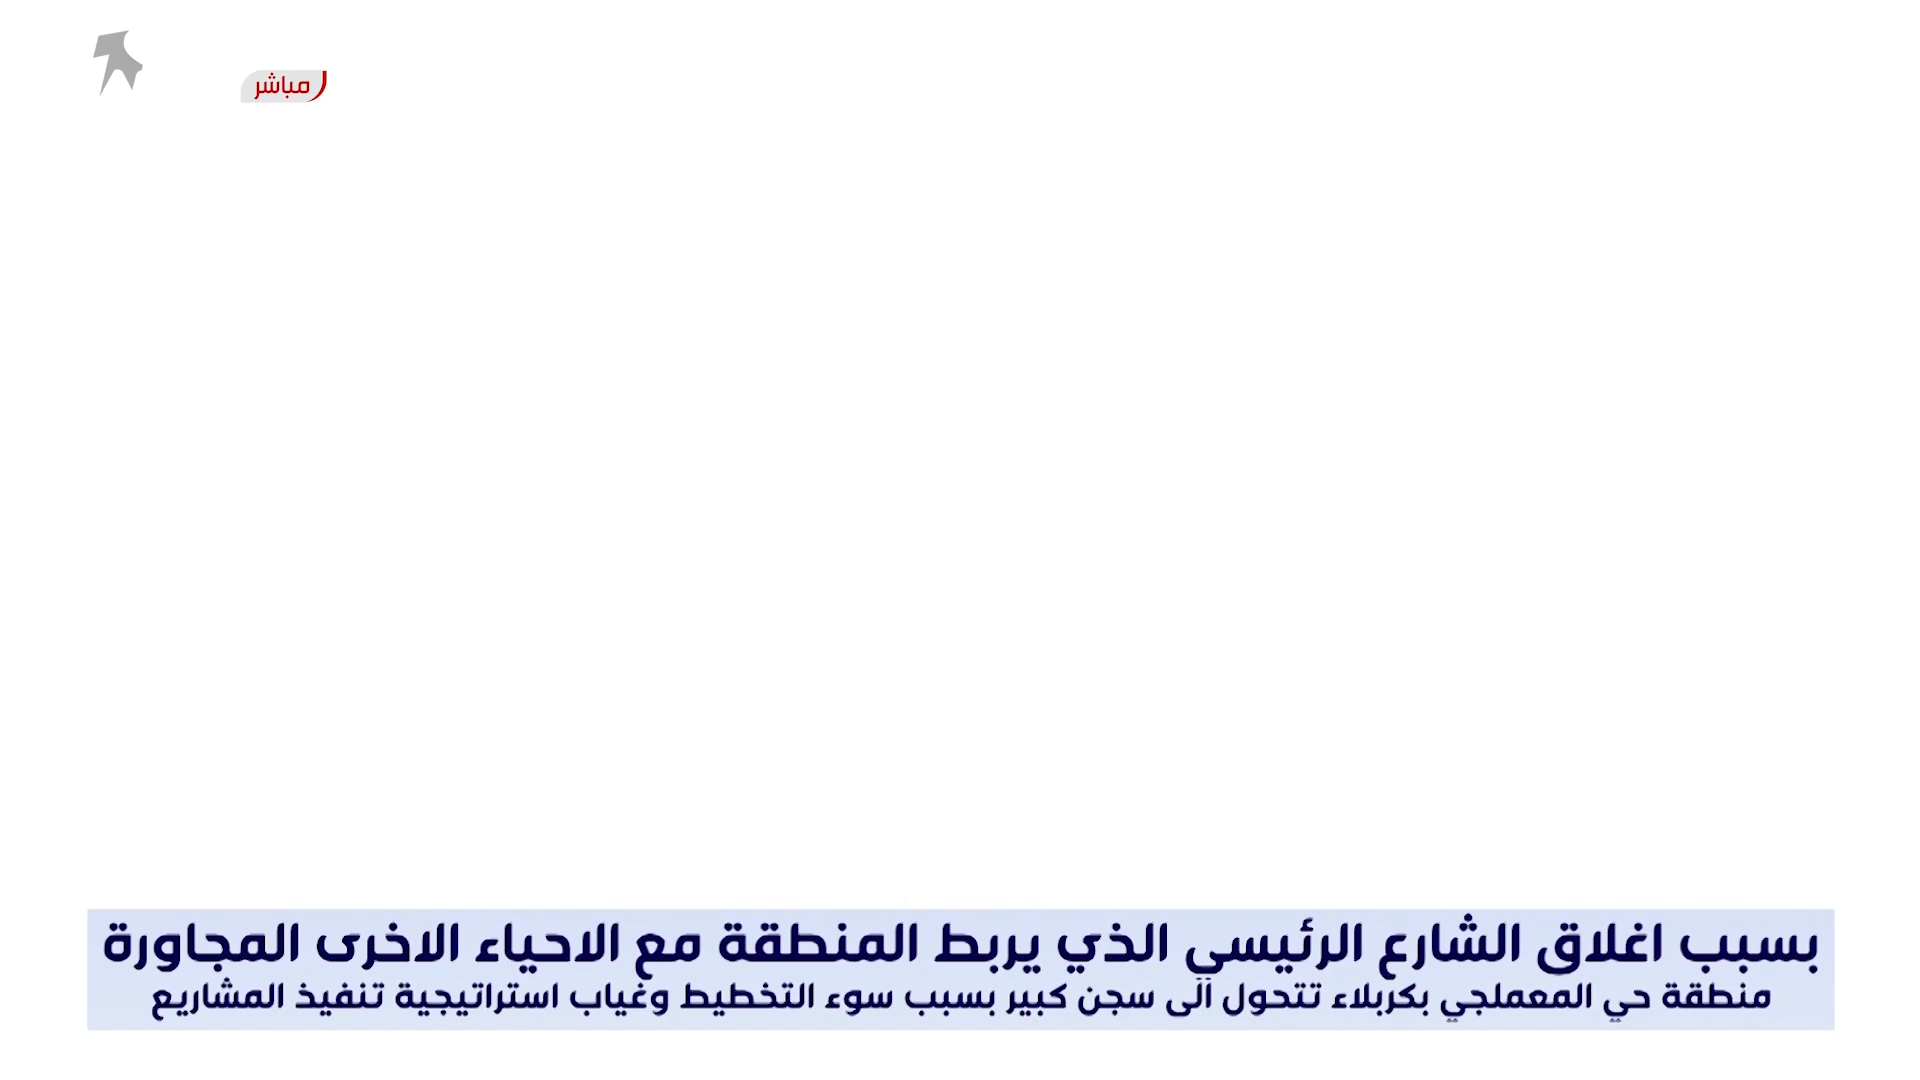 مباشر
بسبب اغلاق الشارع الرئيسي الذي يربط المنطقة مع الاحياء الاخرى المجاورة
منطقة حي المعملجي بكربلاء تتحول الى سجن كبير بسبب سوء التخطيط وغياب استراتيجية تنفيذ المشاريع